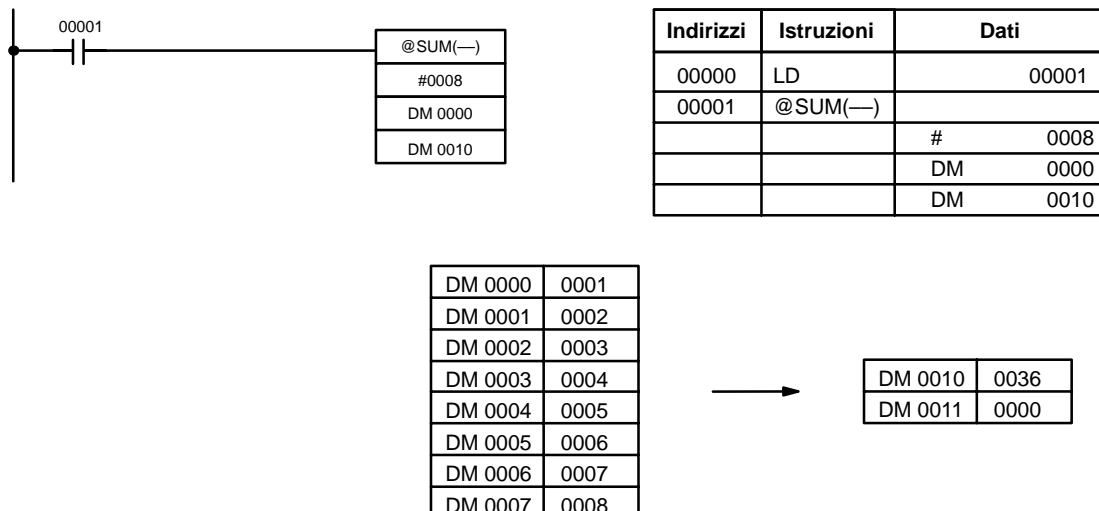 00001
@SUM(—)
#0008
DM 0000
DM 0010
Indirizzi Istruzioni Dati
00000 LD 00001
00001 @SUM(––)
# 0008
DM 0000
DM 0010
DM 0000 0001
DM 0001 0002
DM 0002 0003
DM 0003 0004
DM 0004 0005
DM 0005 0006
DM 0006 0007
DM 0007 0008
DM 0010 0036
DM 0011 0000